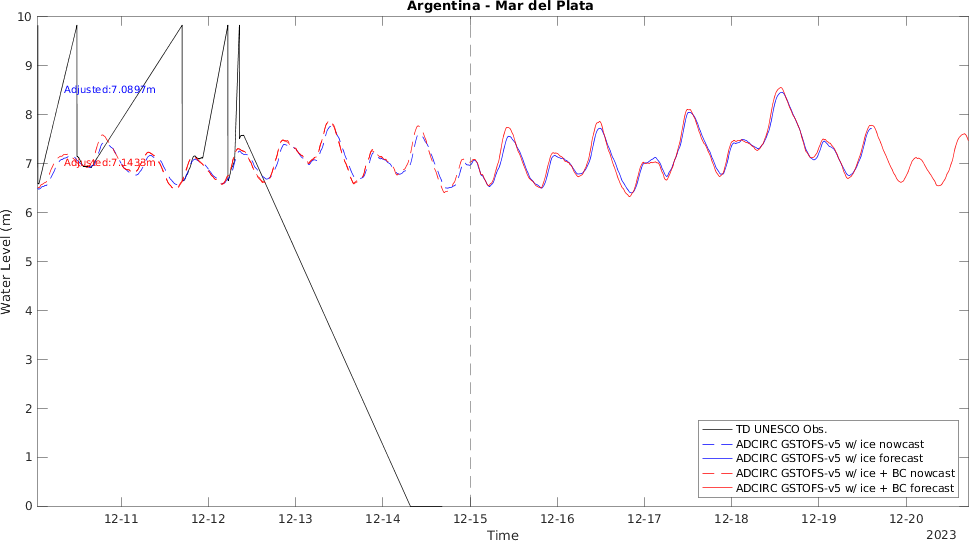 Argentina - Mar del Plata
10
9
8
7
6
5
4
3
2
1
0
Water Level (m)
Adjusted:7.0897m
Adjusted:7.1433m
TD UNESCO Obs.
ADCIRC GSTOFS-v5 w/ ice nowcast
ADCIRC GSTOFS-v5 w/ ice forecast
ADCIRC GSTOFS-v5 w/ ice + BC nowcast
ADCIRC GSTOFS-v5 w/ ice + BC forecast
12-11 12-12 12-13 12-14 12-15 12-16 12-17 12-18 12-19 12-20
Time
2023